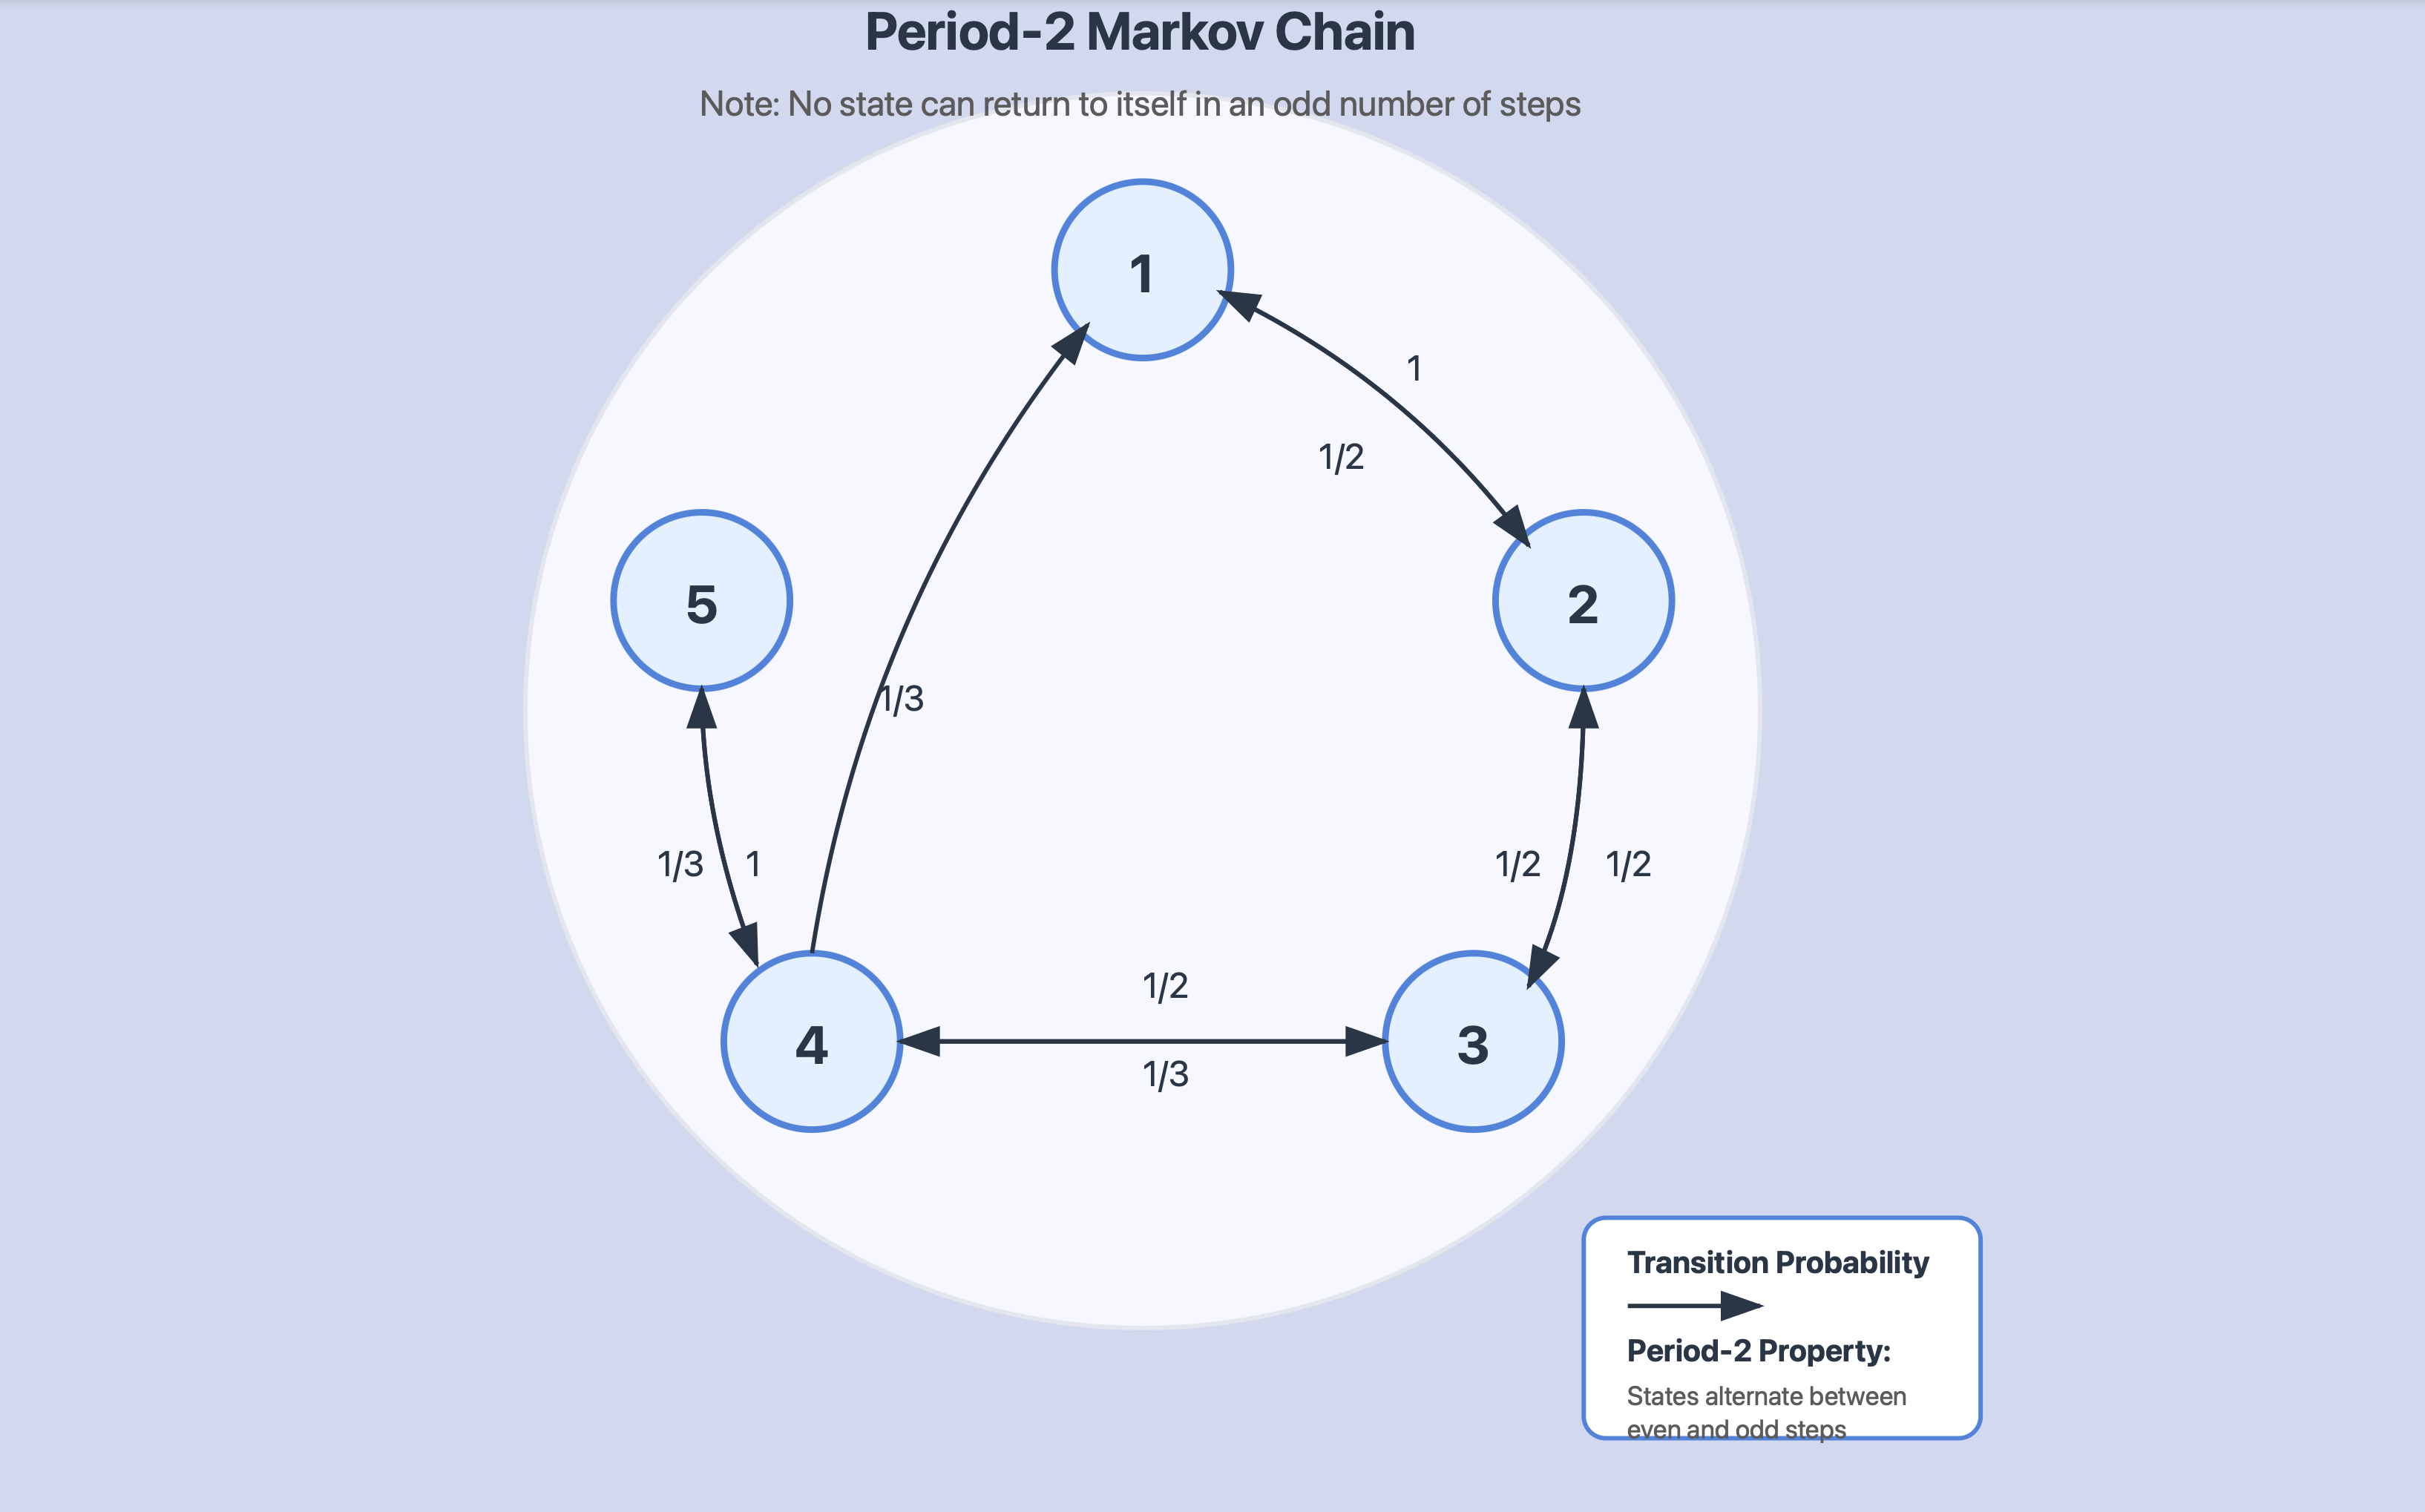 Period-2 Markov Chain
Note: No state can return to itself in an odd number of steps
1
1
1/2
5
2
1/3
1/3
1
1/2
1/2
1/2
4
3
1/3
Transition Probability
Period-2 Property:
States alternate between
even and odd steps